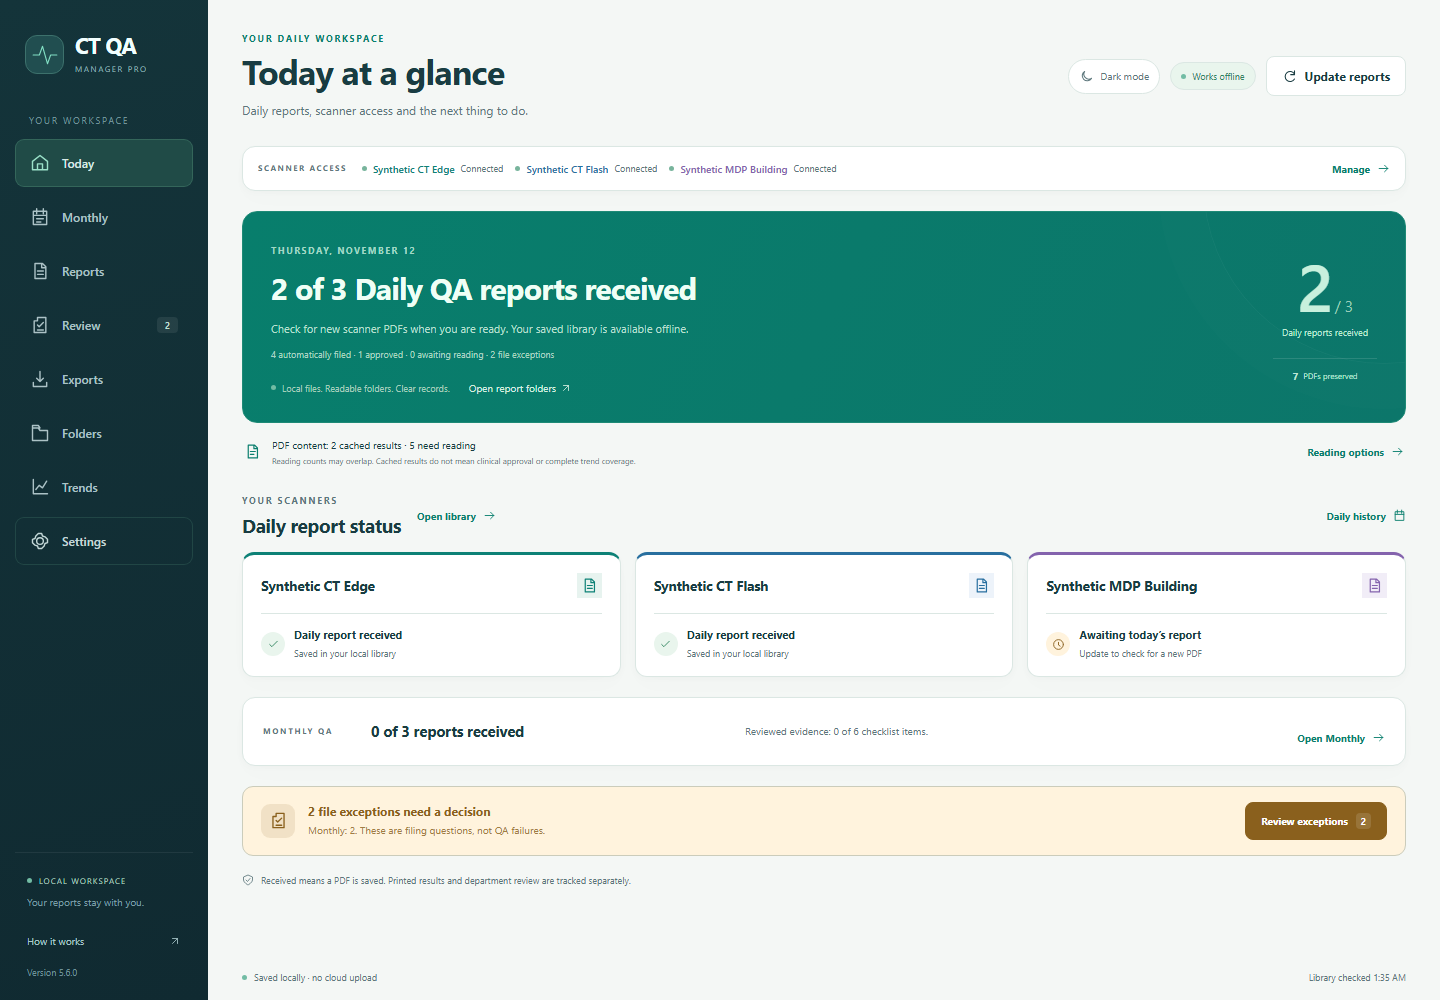 CT QA
MANAGER PRO
YOUR WORKSPACE
Today
Monthly
Reports
Review 2
Exports
Folders
Trends
Settings
LOCAL WORKSPACE
Your reports stay with you.
How it works
Version 5.6.0
YOUR DAILY WORKSPACE
Today at a glance
Daily reports, scanner access and the next thing to do.
Dark mode
Works offline
Update reports
SCANNER ACCESS Synthetic CT Edge Connected Synthetic CT Flash Connected Synthetic MDP Building Connected Manage
THURSDAY, NOVEMBER 12
2 of 3 Daily QA reports received
Check for new scanner PDFs when you are ready. Your saved library is available offline.
4 automatically filed · 1 approved · 0 awaiting reading · 2 file exceptions
Local files. Readable folders. Clear records. Open report folders
2 / 3
Daily reports received
7 PDFs preserved
PDF content: 2 cached results · 5 need reading
Reading counts may overlap. Cached results do not mean clinical approval or complete trend coverage.
Reading options
YOUR SCANNERS
Daily report status
Open library
Daily history
Synthetic CT Edge
Daily report received
Saved in your local library
Synthetic CT Flash
Daily report received
Saved in your local library
Synthetic MDP Building
Awaiting today's report
Update to check for a new PDF
MONTHLY QA 0 of 3 reports received Reviewed evidence: 0 of 6 checklist items. Open Monthly
2 file exceptions need a decision
Monthly: 2. These are filing questions, not QA failures.
Review exceptions 2
Received means a PDF is saved. Printed results and department review are tracked separately.
Saved locally · no cloud upload
Library checked 1:35 AM